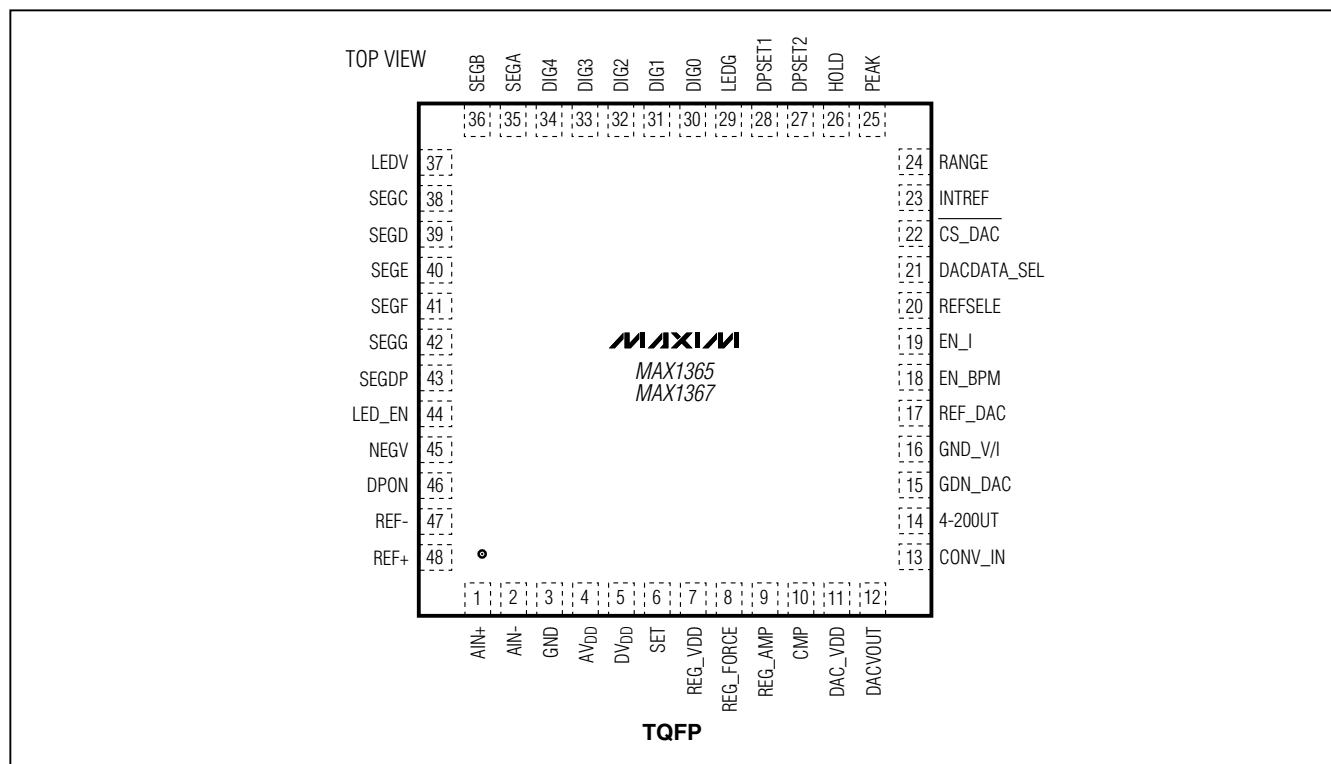 TOP VIEW
SEGB
SEGA
DIG4
DIG3
DIG2
DIG1
DIG0
LEDG
DPSET1
DPSET2
HOLD
PEAK
36 35 34 33 32 31 30 29 28 27 26 25
LEDV 37
SEGC 38
SEGD 39
SEGE 40
SEGF 41
SEGG 42
SEGDP 43
LED_EN 44
NEGV 45
DPON 46
REF- 47
REF+ 48
MAXIM
MAX1365
MAX1367
24 RANGE
23 INTREF
22 CS_DAC
21 DACDATA_SEL
20 REFSELE
19 EN_I
18 EN_BPM
17 REF_DAC
16 GND_V/I
15 GDN_DAC
14 4-200UT
13 CONV_IN
1 2 3 4 5 6 7 8 9 10 11 12
AIN+
AIN-
GND
AVDD
DVDD
SET
REG_VDD
REG_FORCE
REG_AMP
CMP
DAC_VDD
DACVOUT
TQFP